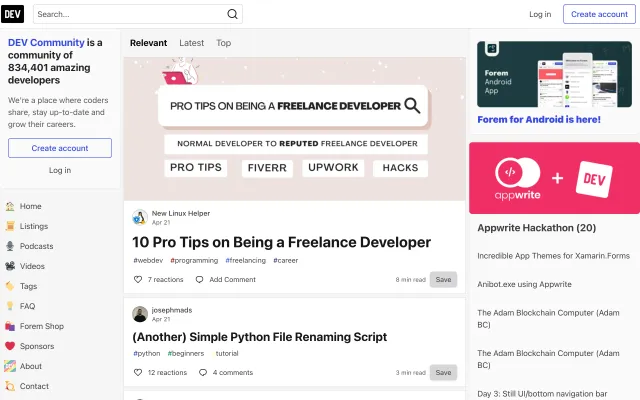 DEV
Search...
Log in
Create account
DEV Community is a
community of
834,401 amazing
developers
We're a place where coders
share, stay up-to-date and
grow their careers.
Create account
Log in
Home
Listings
Podcasts
Videos
Tags
FAQ
Forem Shop
Sponsors
About
Contact
Relevant
Latest
Top
PRO TIPS ON BEING A FREELANCE DEVELOPER
NORMAL DEVELOPER TO REPUTED FREELANCE DEVELOPER
PRO TIPS
FIVERR
UPWORK
HACKS
New Linux Helper
Apr 21
10 Pro Tips on Being a Freelance Developer
#webdev #programming #freelancing #career
7 reactions
Add Comment
8 min read
Save
josephmads
Apr 21
(Another) Simple Python File Renaming Script
#python #beginners tutorial
12 reactions
4 comments
3 min read
Save
Forem
Android
App
Forem for Android is here!
appwrite
+
DEV
Appwrite Hackathon (20)
Incredible App Themes for Xamarin.Forms
Anibot.exe using Appwrite
The Adam Blockchain Computer (Adam
BC)
The Adam Blockchain Computer (Adam
BC)
Day 3: Still UI/bottom navigation bar